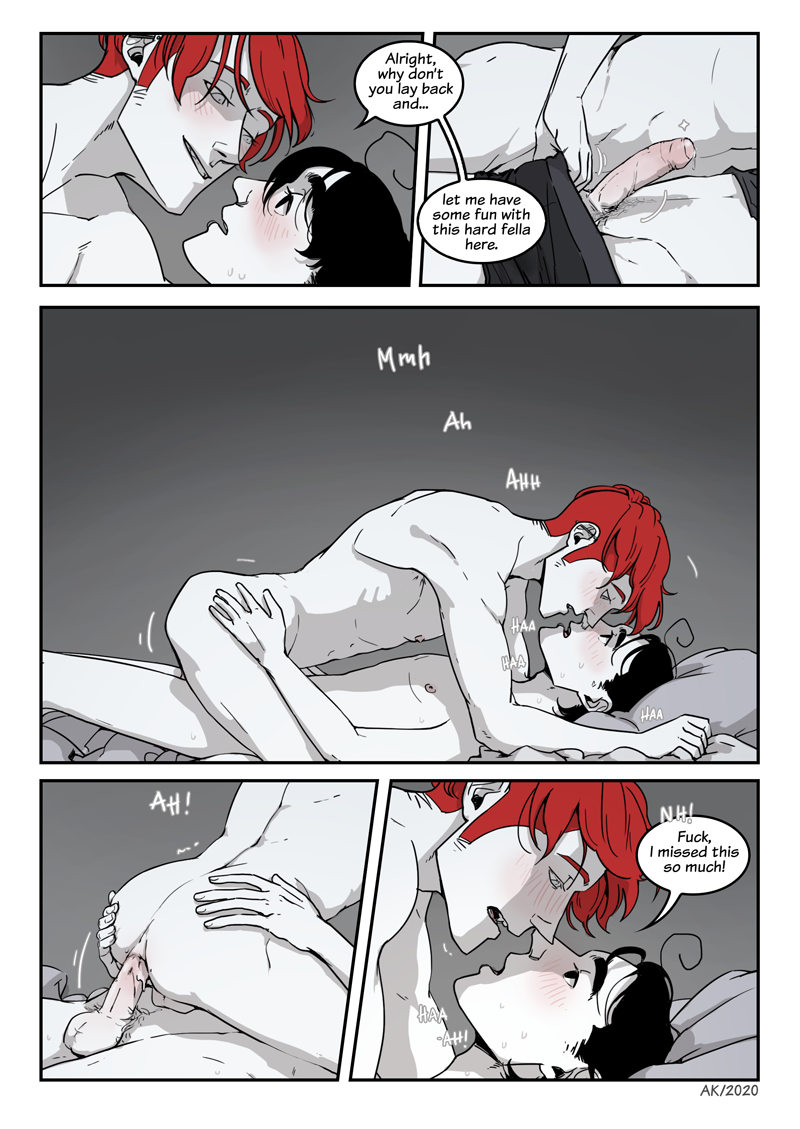 Alright,
why don't
you lay back
and...
let me have
some fun with
this hard fella
here.
Mmh
Ah
AHH
HAA
HAA
HAA
AH!
NH!
Fuck,
I missed this
so much!
HAA
-AH!
AK/2020